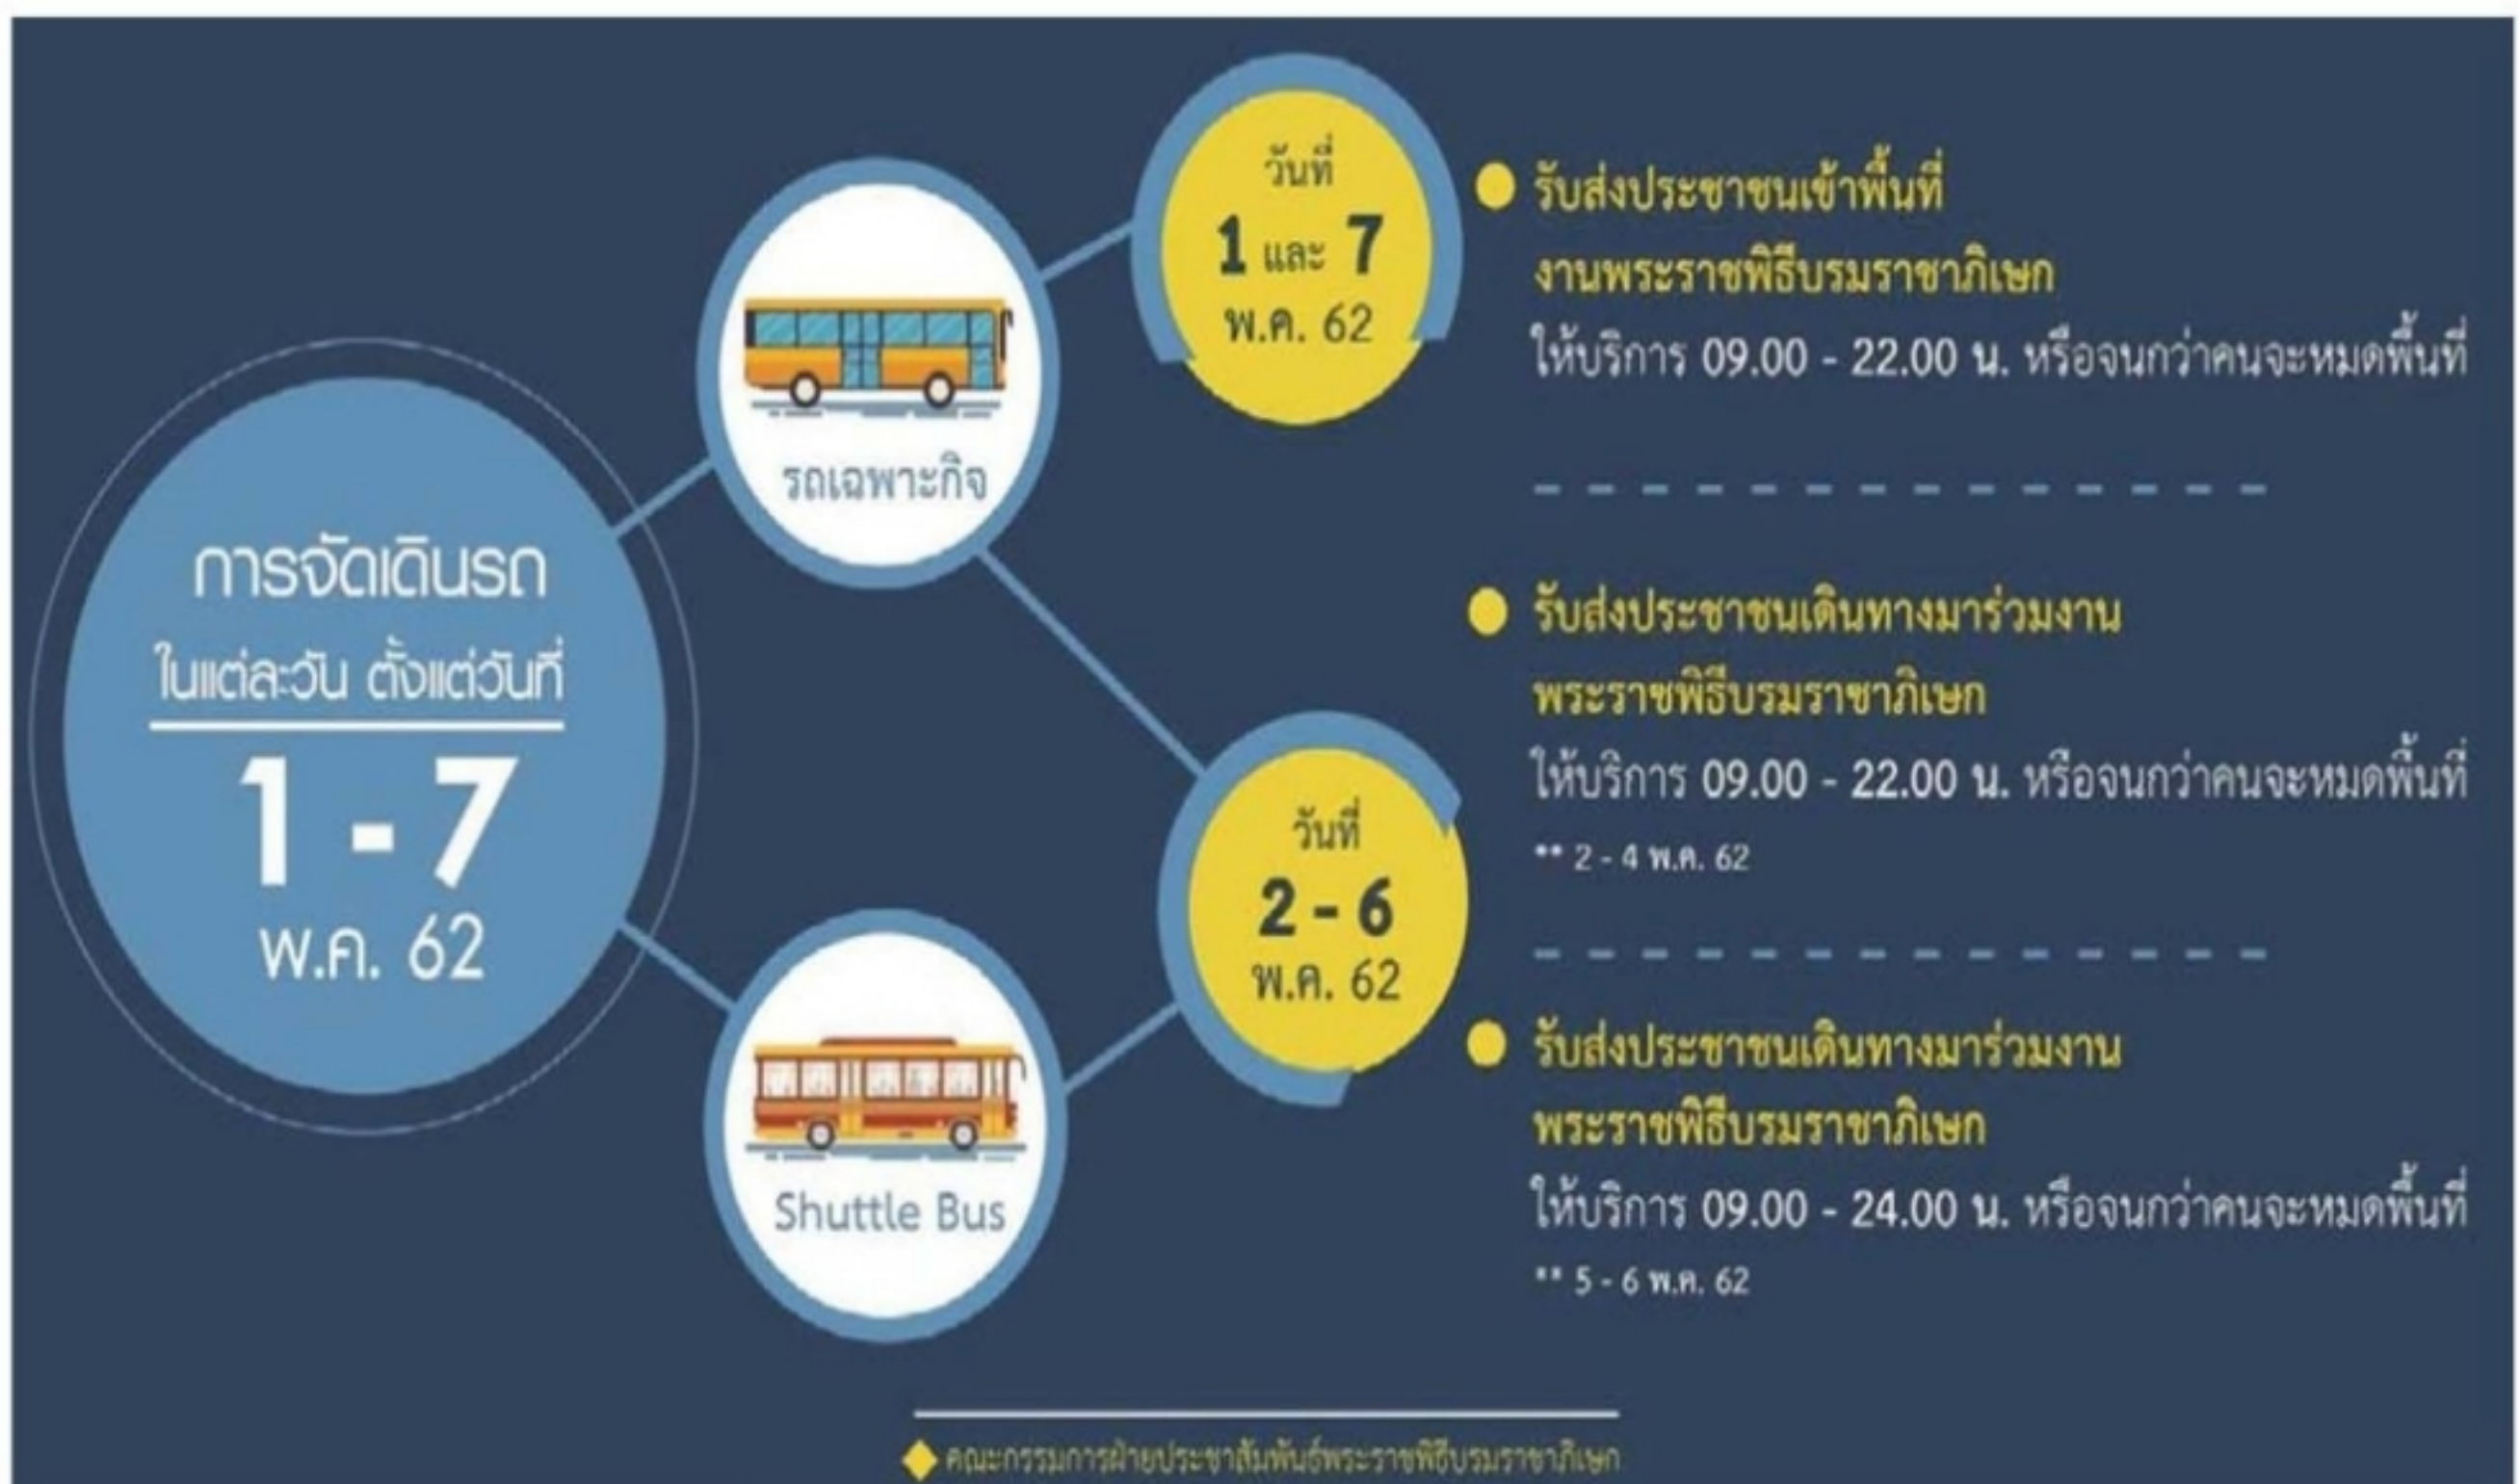 การจัดเดินรถ
ในแต่ละวัน ตั้งแต่วันที่
1 - 7
พ.ค. 62
รถเฉพาะกิจ
Shuttle Bus
วันที่
1 และ 7
พ.ค. 62
รับส่งประชาชนเข้าพื้นที่
งานพระราชพิธีบรมราชาภิเษก
ให้บริการ 09.00 - 22.00 น. หรือจนกว่าคนจะหมดพื้นที่
วันที่
2 - 6
พ.ค. 62
รับส่งประชาชนเดินทางมาร่วมงาน
พระราชพิธีบรมราชาภิเษก
ให้บริการ 09.00 - 22.00 น. หรือจนกว่าคนจะหมดพื้นที่
** 2 - 4 พ.ค. 62
รับส่งประชาชนเดินทางมาร่วมงาน
พระราชพิธีบรมราชาภิเษก
ให้บริการ 09.00 - 24.00 น. หรือจนกว่าคนจะหมดพื้นที่
** 5 - 6 พ.ค. 62
คณะกรรมการฝ่ายประชาสัมพันธ์พระราชพิธีบรมราชาภิเษก